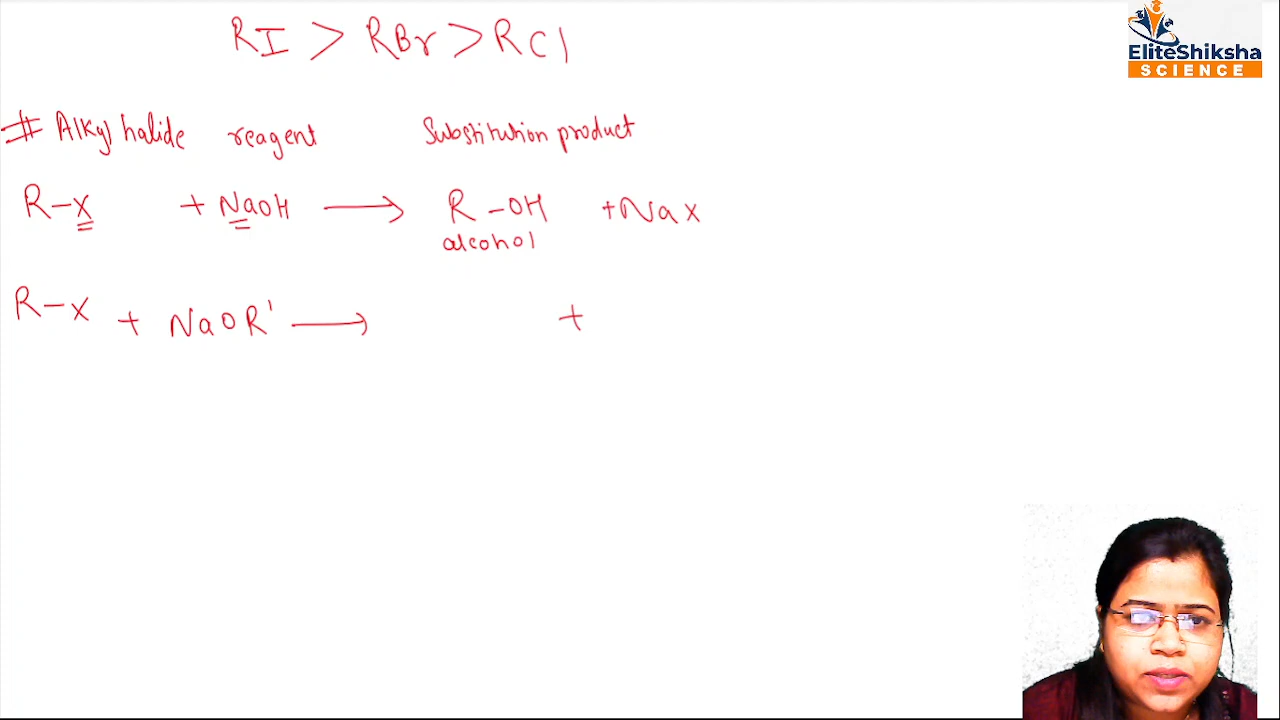 RI > RBr > RCl
EliteShiksha
SCIENCE
# Alkyl halide reagent Substitution product
R-x + NaOH ⟶ R-OH + Nax
alcohol
R-x + NaOR' ⟶ +